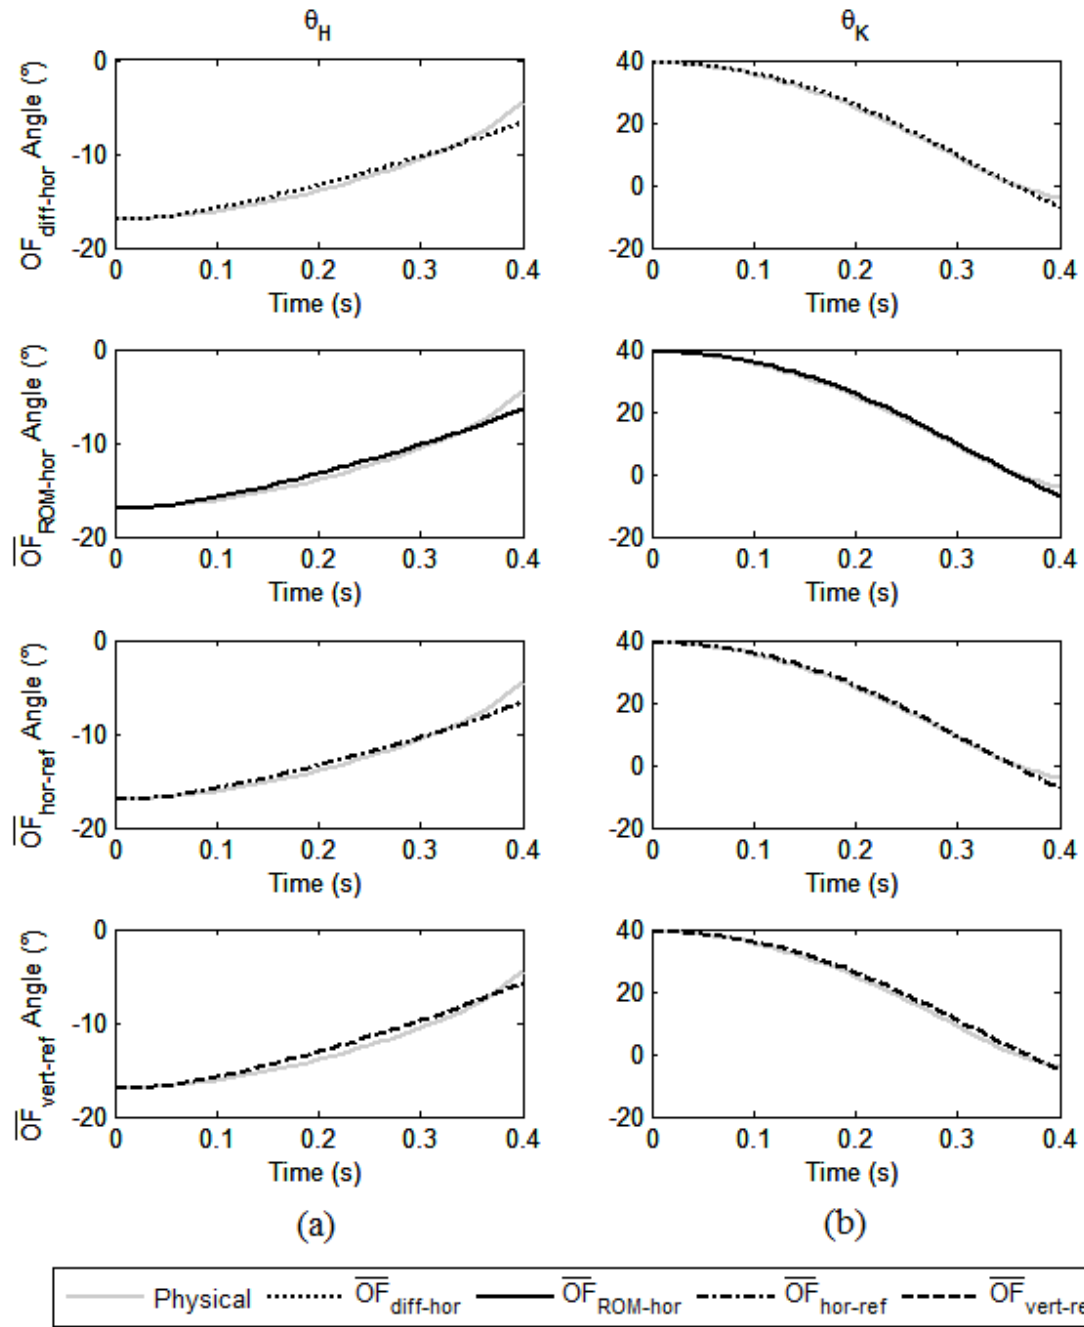 θH
θK
OFdiff-hor Angle (°)
0
-10
-20
0 0.1 0.2 0.3 0.4
Time (s)
40
20
0
-20
0 0.1 0.2 0.3 0.4
Time (s)
OFROM-hor Angle (°)
0
-10
-20
0 0.1 0.2 0.3 0.4
Time (s)
40
20
0
-20
0 0.1 0.2 0.3 0.4
Time (s)
OFhor-ref Angle (°)
0
-10
-20
0 0.1 0.2 0.3 0.4
Time (s)
40
20
0
-20
0 0.1 0.2 0.3 0.4
Time (s)
OFvert-ref Angle (°)
0
-10
-20
0 0.1 0.2 0.3 0.4
Time (s)
40
20
0
-20
0 0.1 0.2 0.3 0.4
Time (s)
(a)
(b)
Physical OFdiff-hor OFROM-hor OFhor-ref OFvert-re